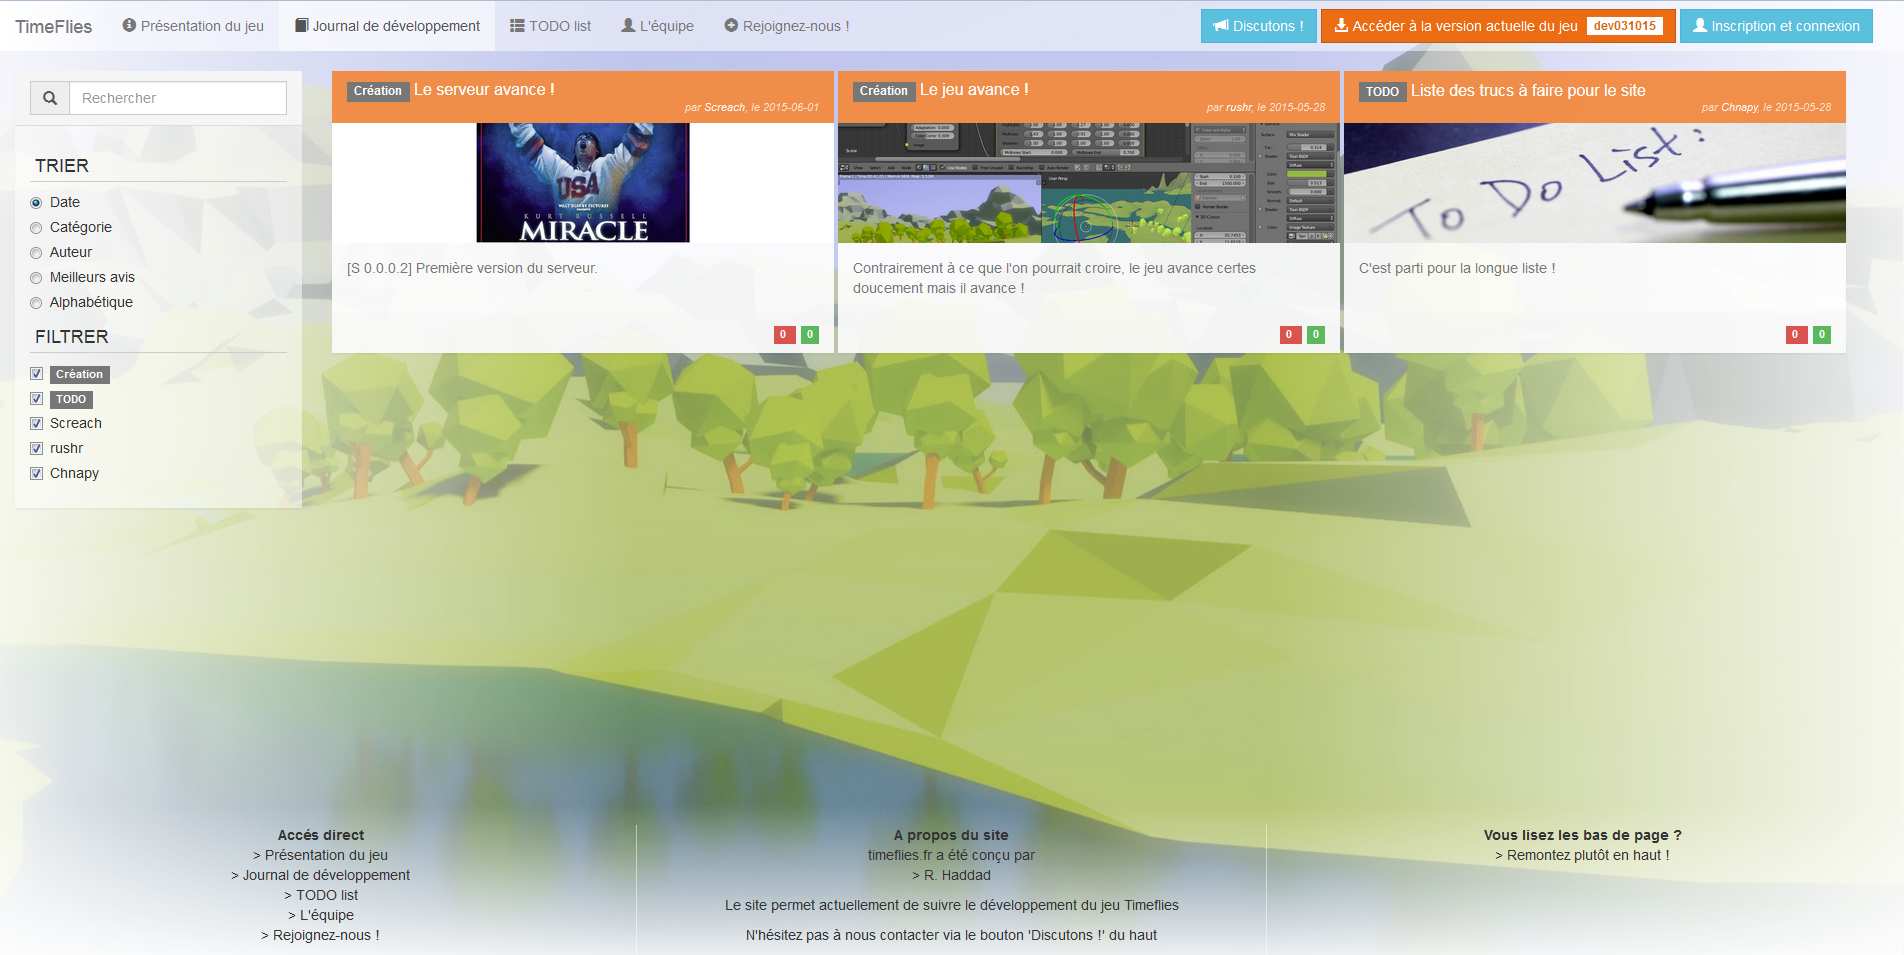 TimeFlies
Présentation du jeu
Journal de développement
TODO list
L'équipe
Rejoignez-nous !
Discutons !
Accéder à la version actuelle du jeu dev031015
Inscription et connexion
Rechercher
TRIER
Date
Catégorie
Auteur
Meilleurs avis
Alphabétique
FILTRER
Création
TODO
Screach
rushr
Chnapy
Création Le serveur avance !
par Screach, le 2015-06-01
USA
WALT DISNEY PICTURES
KURT RUSSELL
MIRACLE
[S 0.0.0.2] Première version du serveur.
0 0
Création Le jeu avance !
par rushr, le 2015-05-28
Contrairement à ce que l'on pourrait croire, le jeu avance certes
doucement mais il avance !
0 0
TODO Liste des trucs à faire pour le site
par Chnapy, le 2015-05-28
To Do List:
C'est parti pour la longue liste !
0 0
Accés direct
> Présentation du jeu
> Journal de développement
> TODO list
> L'équipe
> Rejoignez-nous !
A propos du site
timeflies.fr a été conçu par
> R. Haddad
Le site permet actuellement de suivre le développement du jeu Timeflies
N'hésitez pas à nous contacter via le bouton 'Discutons !' du haut
Vous lisez les bas de page ?
> Remontez plutôt en haut !